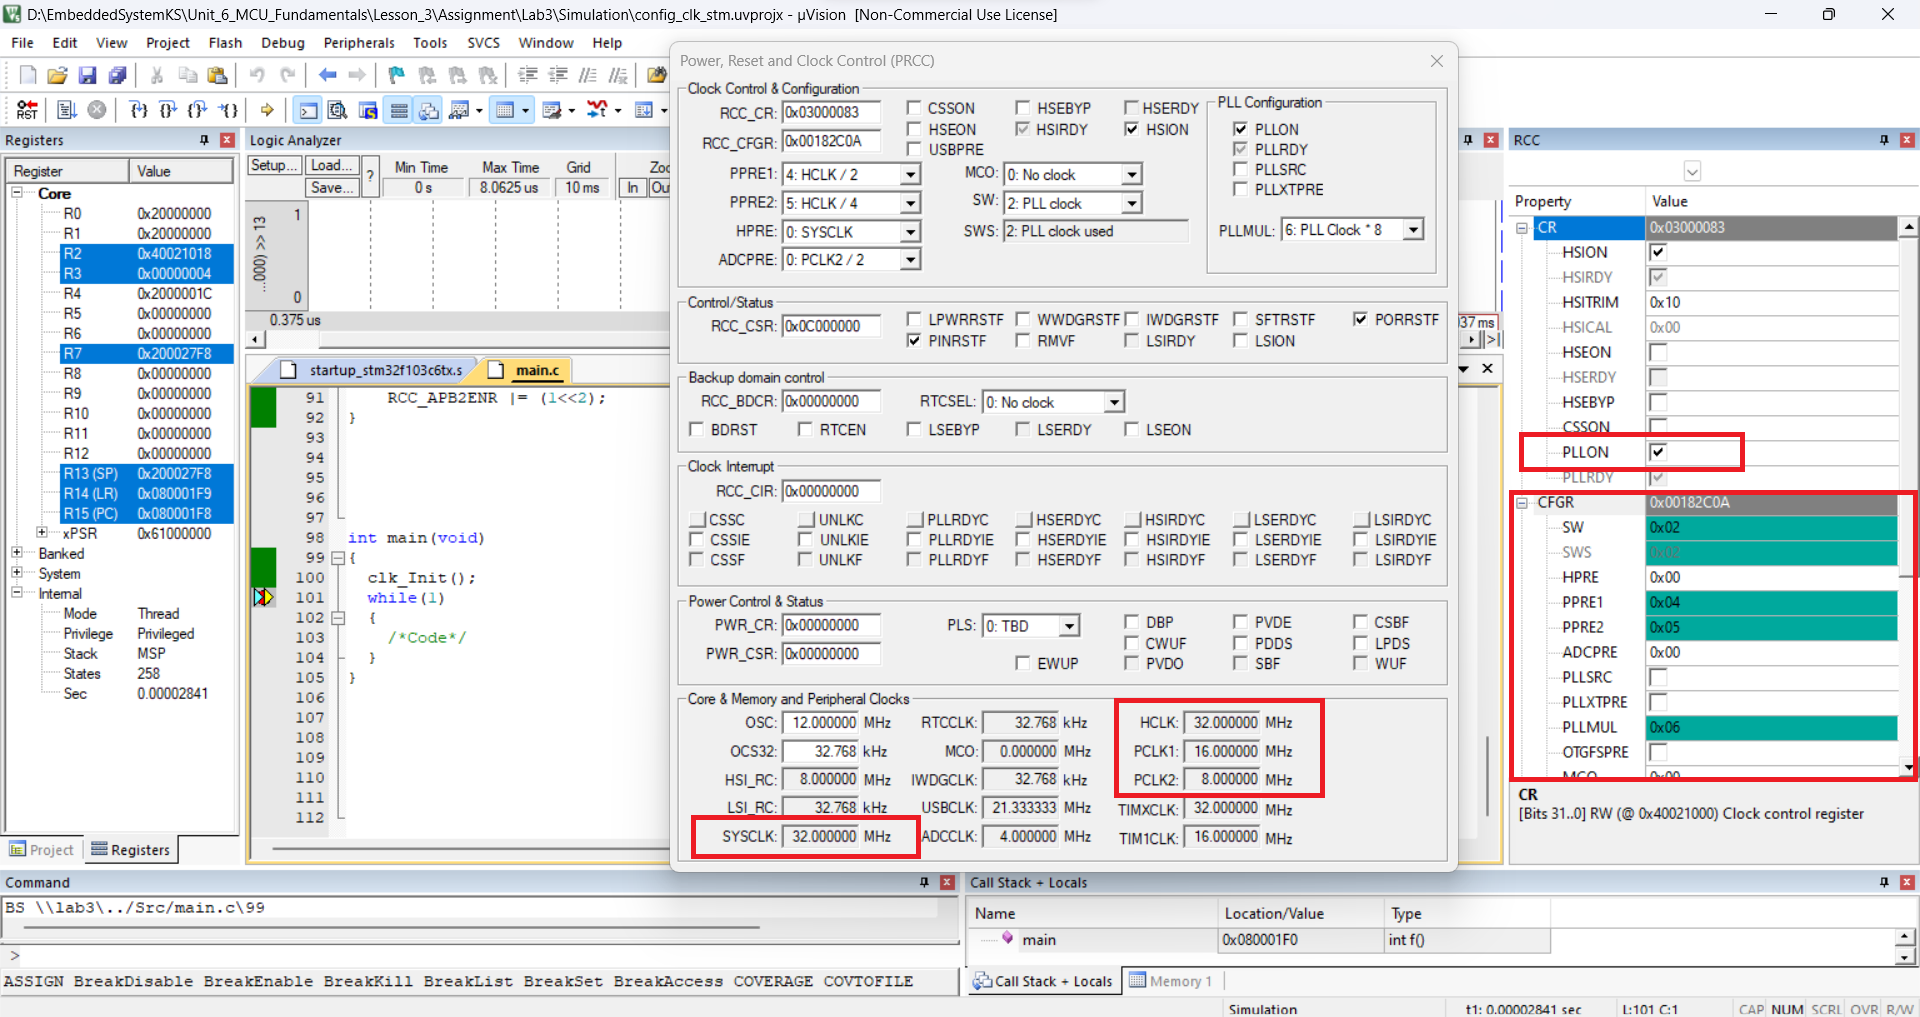 D:\EmbeddedSystemKS\Unit_6_MCU_Fundamentals\Lesson_3\Assignment\Lab3\Simulation\config_clk_stm.uvprojx - µVision [Non-Commercial Use License]
File Edit View Project Flash Debug Peripherals Tools SVCS Window Help
RST
Registers
Register Value
Core
R0 0x20000000
R1 0x20000000
R2 0x40021018
R3 0x00000004
R4 0x2000001C
R5 0x00000000
R6 0x00000000
R7 0x200027F8
R8 0x00000000
R9 0x00000000
R10 0x00000000
R11 0x00000000
R12 0x00000000
R13 (SP) 0x200027F8
R14 (LR) 0x080001F9
R15 (PC) 0x080001F8
xPSR 0x61000000
Banked
System
Internal
Mode Thread
Privilege Privileged
Stack MSP
States 258
Sec 0.00002841
Project Registers
Logic Analyzer
Setup... Load... Save... ?
Min Time Max Time Grid Zoo
0 s 8.0625 us 10 ms In Ou
...000) >> 13
1
0
0.375 us
37 ms
startup_stm32f103c6tx.s main.c
91 RCC_APB2ENR |= (1<<2);
92 }
93
94
95
96
97
98 int main(void)
99 {
100 clk_Init();
101 while(1)
102 {
103 /*Code*/
104 }
105 }
106
107
108
109
110
111
112
Power, Reset and Clock Control (PRCC)
Clock Control & Configuration
RCC_CR: 0x03000083 CSSON HSEBYP HSERDY
HSEON HSIRDY HSION
RCC_CFGR: 0x00182C0A USBPRE
PPRE1: 4: HCLK / 2 MCO: 0: No clock
PPRE2: 5: HCLK / 4 SW: 2: PLL clock
HPRE: 0: SYSCLK SWS: 2: PLL clock used
ADCPRE: 0: PCLK2 / 2
PLL Configuration
PLLON
PLLRDY
PLLSRC
PLLXTPRE
PLLMUL: 6: PLL Clock * 8
Control/Status
RCC_CSR: 0x0C000000 LPWRRSTF WWDGRSTF IWDGRSTF SFTRSTF PORRSTF
PINRSTF RMVF LSIRDY LSION
Backup domain control
RCC_BDCR: 0x00000000 RTCSEL: 0: No clock
BDRST RTCEN LSEBYP LSERDY LSEON
Clock Interrupt
RCC_CIR: 0x00000000
CSSC UNLKC PLLRDYC HSERDYC HSIRDYC LSERDYC LSIRDYC
CSSIE UNLKIE PLLRDYIE HSERDYIE HSIRDYIE LSERDYIE LSIRDYIE
CSSF UNLKF PLLRDYF HSERDYF HSIRDYF LSERDYF LSIRDYF
Power Control & Status
PWR_CR: 0x00000000 PLS: 0: TBD DBP PVDE CSBF
CWUF PDDS LPDS
PWR_CSR: 0x00000000 EWUP PVDO SBF WUF
Core & Memory and Peripheral Clocks
OSC: 12.000000 MHz RTCCLK: 32.768 kHz HCLK: 32.000000 MHz
OCS32: 32.768 kHz MCO: 0.000000 MHz PCLK1: 16.000000 MHz
HSI_RC: 8.000000 MHz IWDGCLK: 32.768 kHz PCLK2: 8.000000 MHz
LSI_RC: 32.768 kHz USBCLK: 21.333333 MHz TIMXCLK: 32.000000 MHz
SYSCLK: 32.000000 MHz ADCCLK: 4.000000 MHz TIM1CLK: 16.000000 MHz
RCC
Property Value
CR 0x03000083
HSION
HSIRDY
HSITRIM 0x10
HSICAL 0x00
HSEON
HSERDY
HSEBYP
CSSON
PLLON
PLLRDY
CFGR 0x00182C0A
SW 0x02
SWS 0x02
HPRE 0x00
PPRE1 0x04
PPRE2 0x05
ADCPRE 0x00
PLLSRC
PLLXTPRE
PLLMUL 0x06
OTGFSPRE
MCO 0x00
CR
[Bits 31..0] RW (@ 0x40021000) Clock control register
Command
BS \\lab3\../Src/main.c\99
>
ASSIGN BreakDisable BreakEnable BreakKill BreakList BreakSet BreakAccess COVERAGE COVTOFILE
Call Stack + Locals
Name Location/Value Type
main 0x080001F0 int f()
Call Stack + Locals Memory 1
Simulation t1: 0.00002841 sec L:101 C:1 CAP NUM SCRL OVR R/W